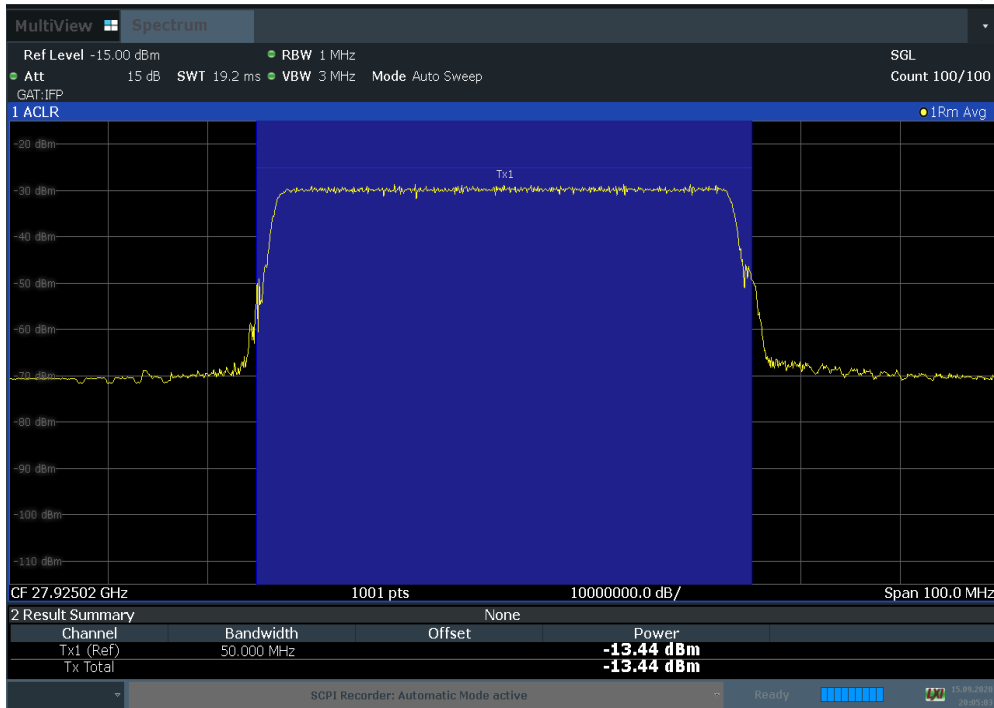 MultiView Spectrum
Ref Level -15.00 dBm RBW 1 MHz SGL
Att 15 dB SWT 19.2 ms VBW 3 MHz Mode Auto Sweep Count 100/100
GAT:IFP
1 ACLR 1Rm Avg
-20 dBm
Tx1
-30 dBm
-40 dBm
-50 dBm
-60 dBm
-70 dBm
-80 dBm
-90 dBm
-100 dBm
-110 dBm
CF 27.92502 GHz 1001 pts 10000000.0 dB/ Span 100.0 MHz
2 Result Summary None
Channel Bandwidth Offset Power
Tx1 (Ref) 50.000 MHz -13.44 dBm
Tx Total -13.44 dBm
SCPI Recorder: Automatic Mode active Ready LXI 15.09.2020
20:05:03